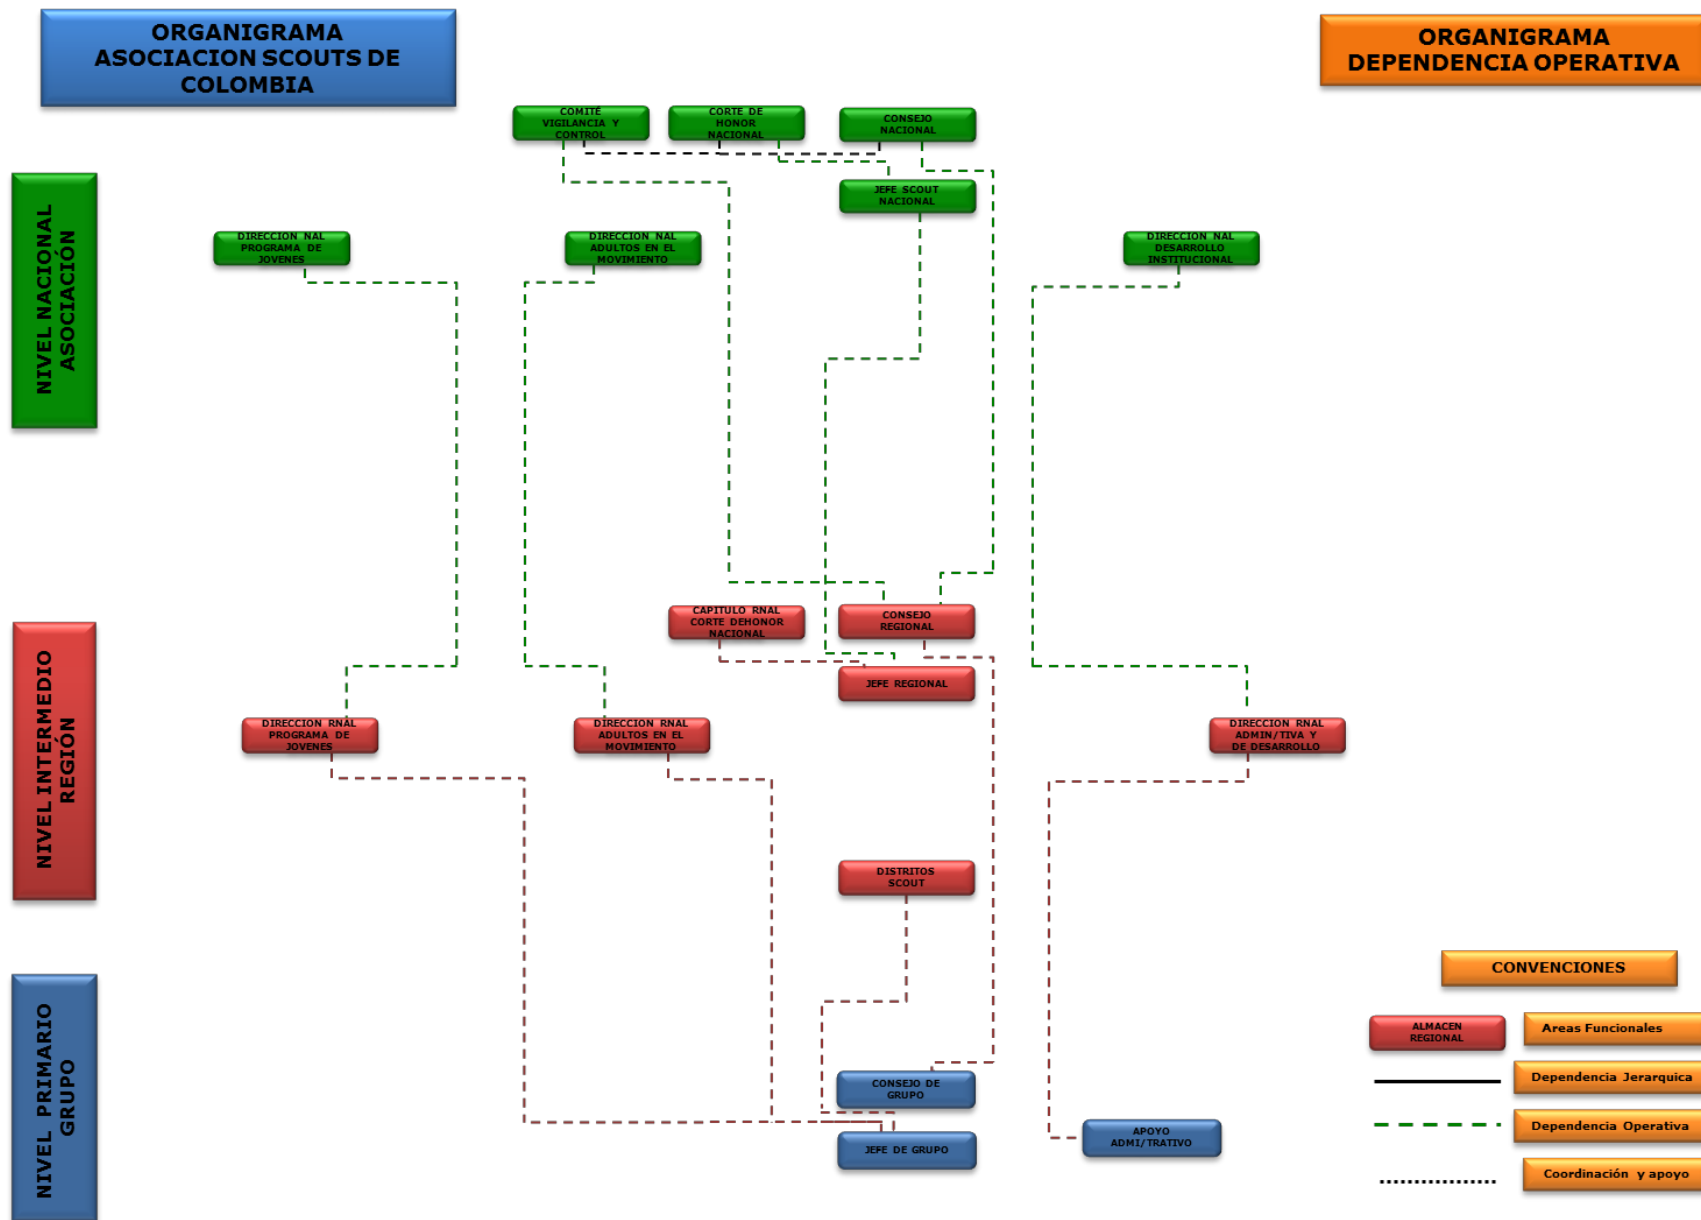 ORGANIGRAMA
ASOCIACION SCOUTS DE
COLOMBIA
ORGANIGRAMA
DEPENDENCIA OPERATIVA
COMITÉ
VIGILANCIA Y
CONTROL
CORTE DE
HONOR
NACIONAL
CONSEJO
NACIONAL
JEFE SCOUT
NACIONAL
NIVEL NACIONAL
ASOCIACIÓN
DIRECCION NAL
PROGRAMA DE
JOVENES
DIRECCION NAL
ADULTOS EN EL
MOVIMIENTO
DIRECCION NAL
DESARROLLO
INSTITUCIONAL
NIVEL INTERMEDIO
REGIÓN
CAPITULO RNAL
CORTE DEHONOR
NACIONAL
CONSEJO
REGIONAL
JEFE REGIONAL
DIRECCION RNAL
PROGRAMA DE
JOVENES
DIRECCION RNAL
ADULTOS EN EL
MOVIMIENTO
DIRECCION RNAL
ADMIN/TIVA Y
DE DESARROLLO
DISTRITOS
SCOUT
NIVEL PRIMARIO
GRUPO
CONSEJO DE
GRUPO
JEFE DE GRUPO
APOYO
ADMI/TRATIVO
CONVENCIONES
ALMACEN
REGIONAL
Areas Funcionales
Dependencia Jerarquica
Dependencia Operativa
Coordinación y apoyo